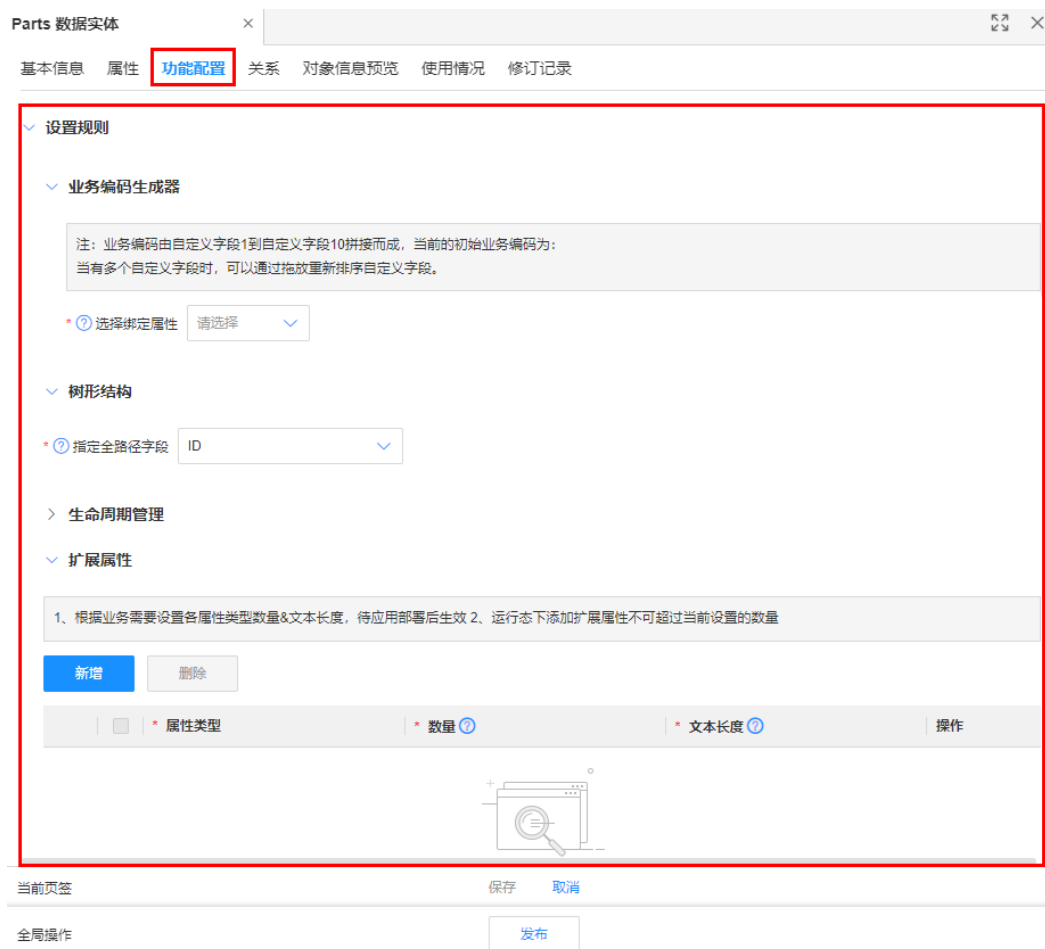 Parts 数据实体
基本信息 属性 功能配置 关系 对象信息预览 使用情况 修订记录
设置规则
业务编码生成器
注：业务编码由自定义字段1到自定义字段10拼接而成，当前的初始业务编码为：
当有多个自定义字段时，可以通过拖放重新排序自定义字段。
* 选择绑定属性 请选择
树形结构
* 指定全路径字段 ID
生命周期管理
扩展属性
1、根据业务需要设置各属性类型数量&文本长度，待应用部署后生效 2、运行态下添加扩展属性不可超过当前设置的数量
新增 删除
* 属性类型 * 数量 * 文本长度 操作
当前页签 保存 取消
全局操作 发布